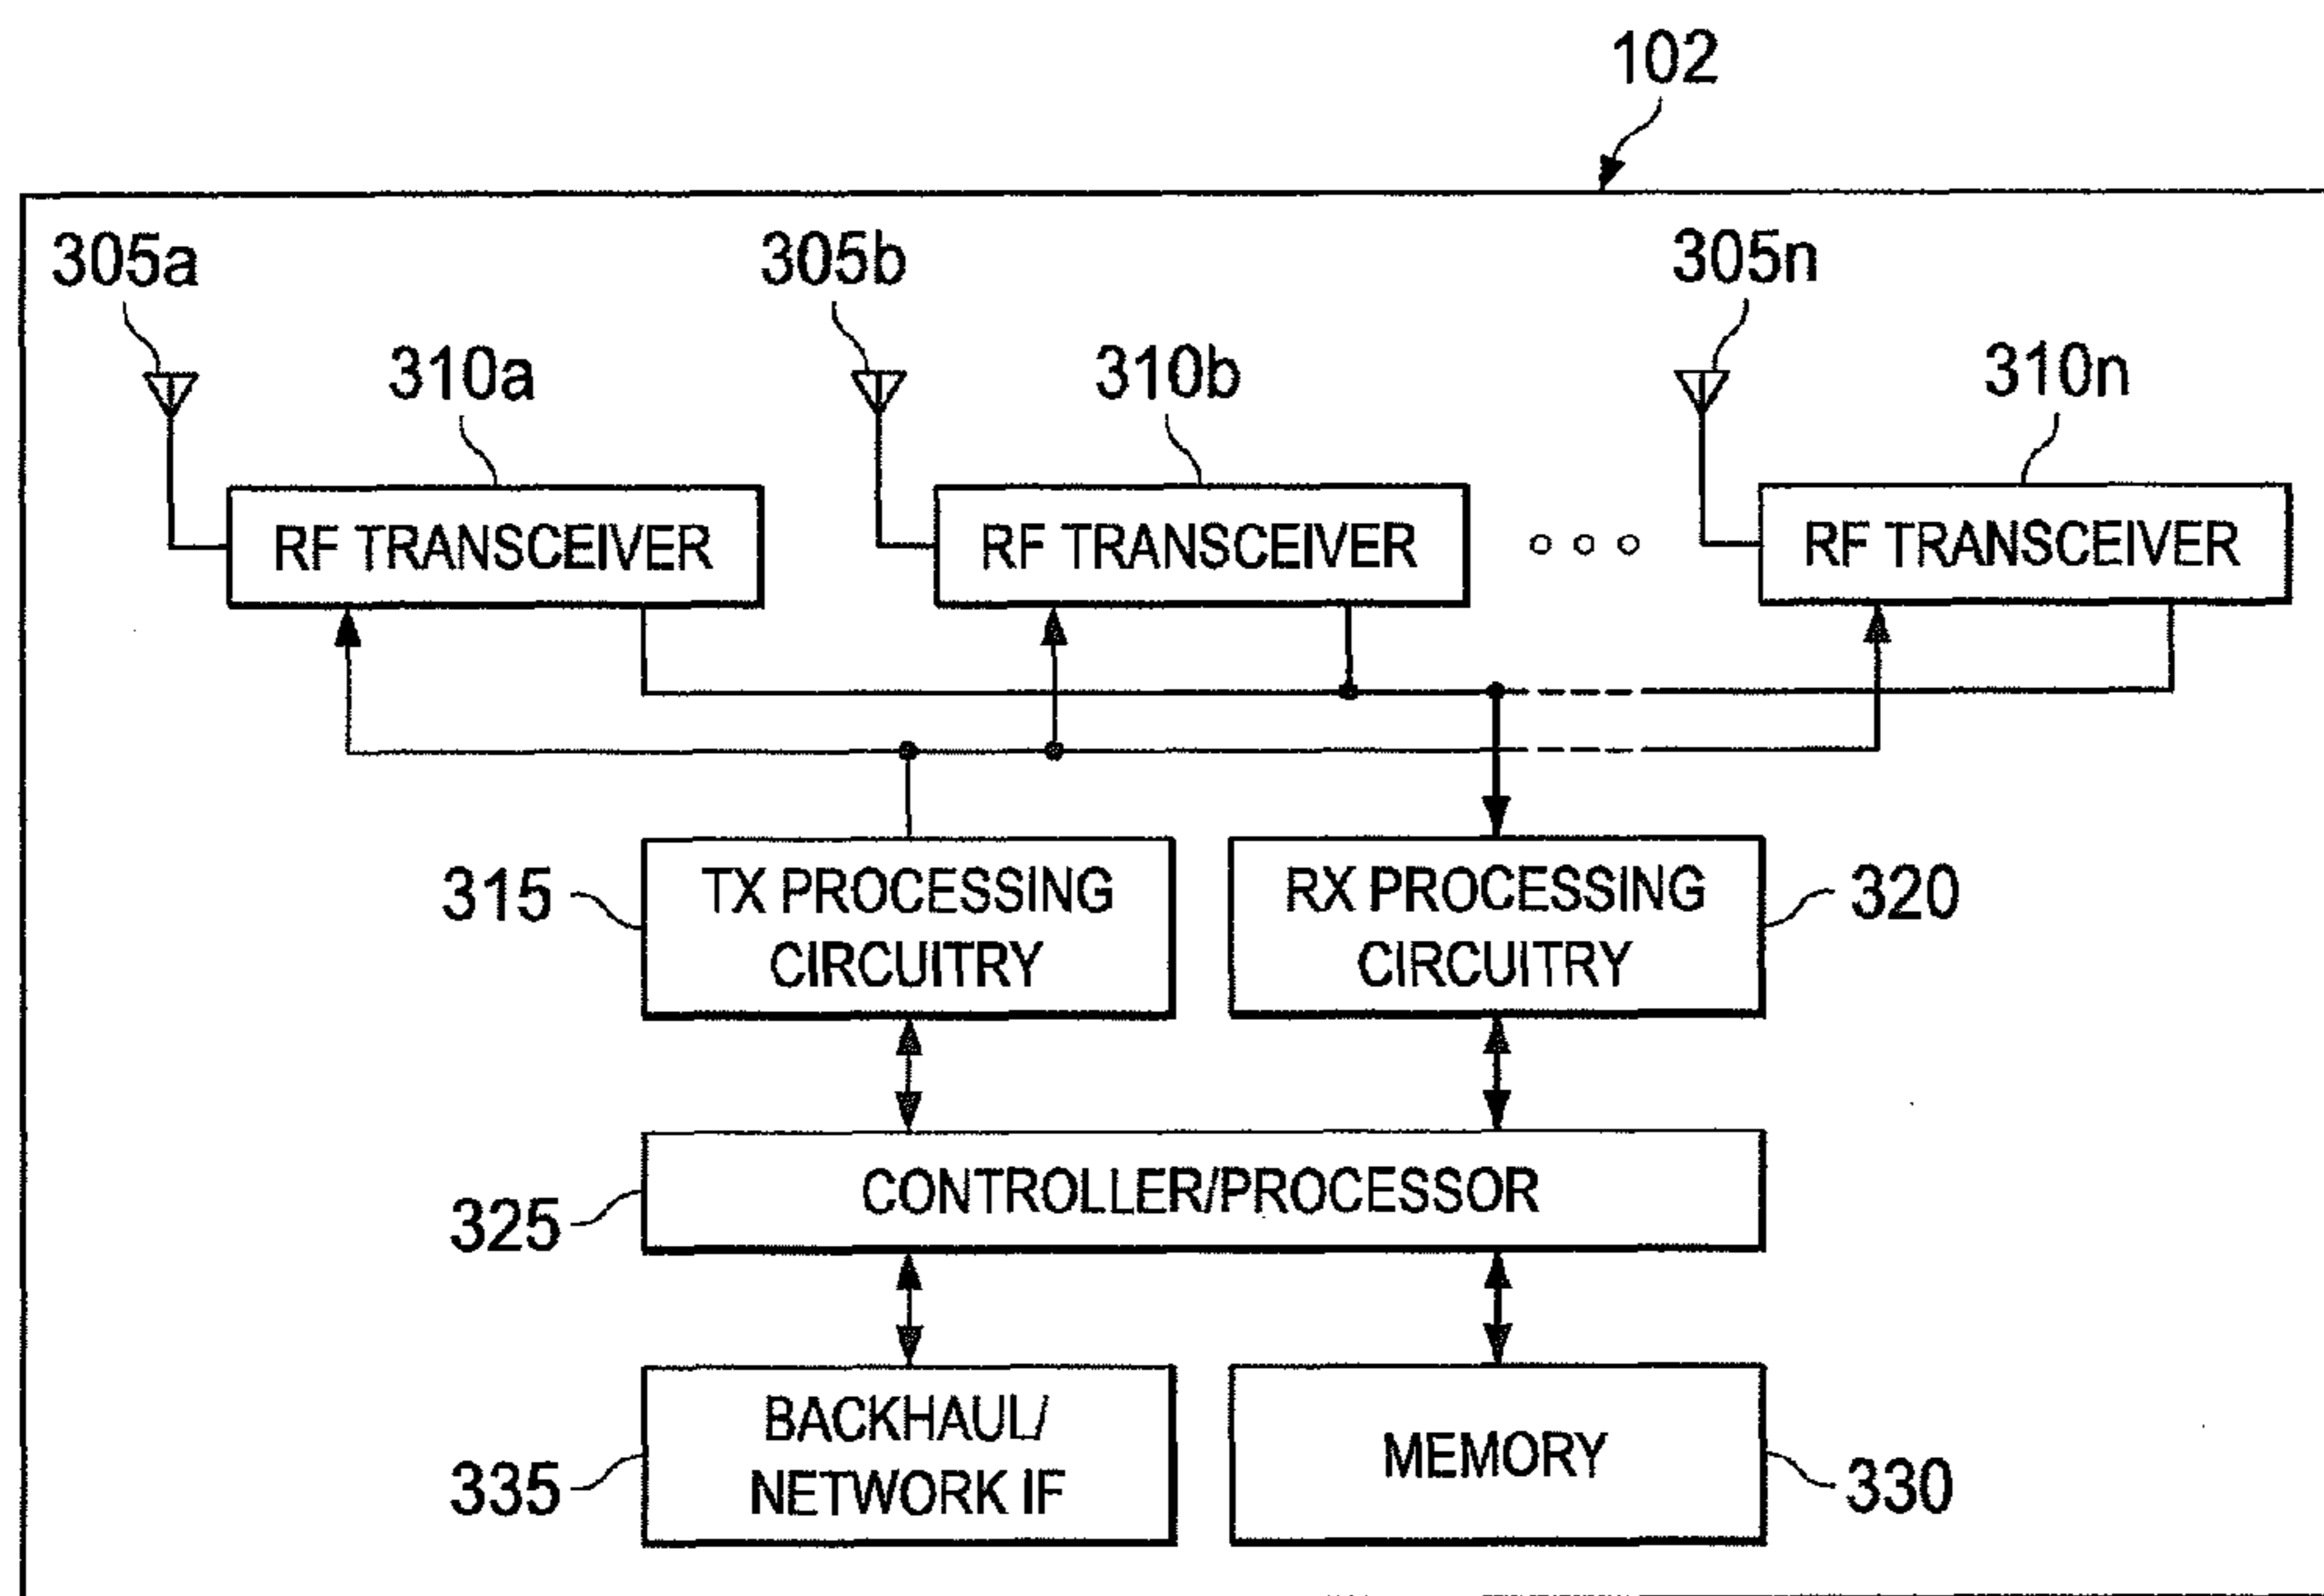 102
305a
305b
305n
310a
310b
310n
RF TRANSCEIVER
RF TRANSCEIVER
RF TRANSCEIVER
315
TX PROCESSING
CIRCUITRY
RX PROCESSING
CIRCUITRY
320
325
CONTROLLER/PROCESSOR
335
BACKHAUL/
NETWORK IF
MEMORY
330